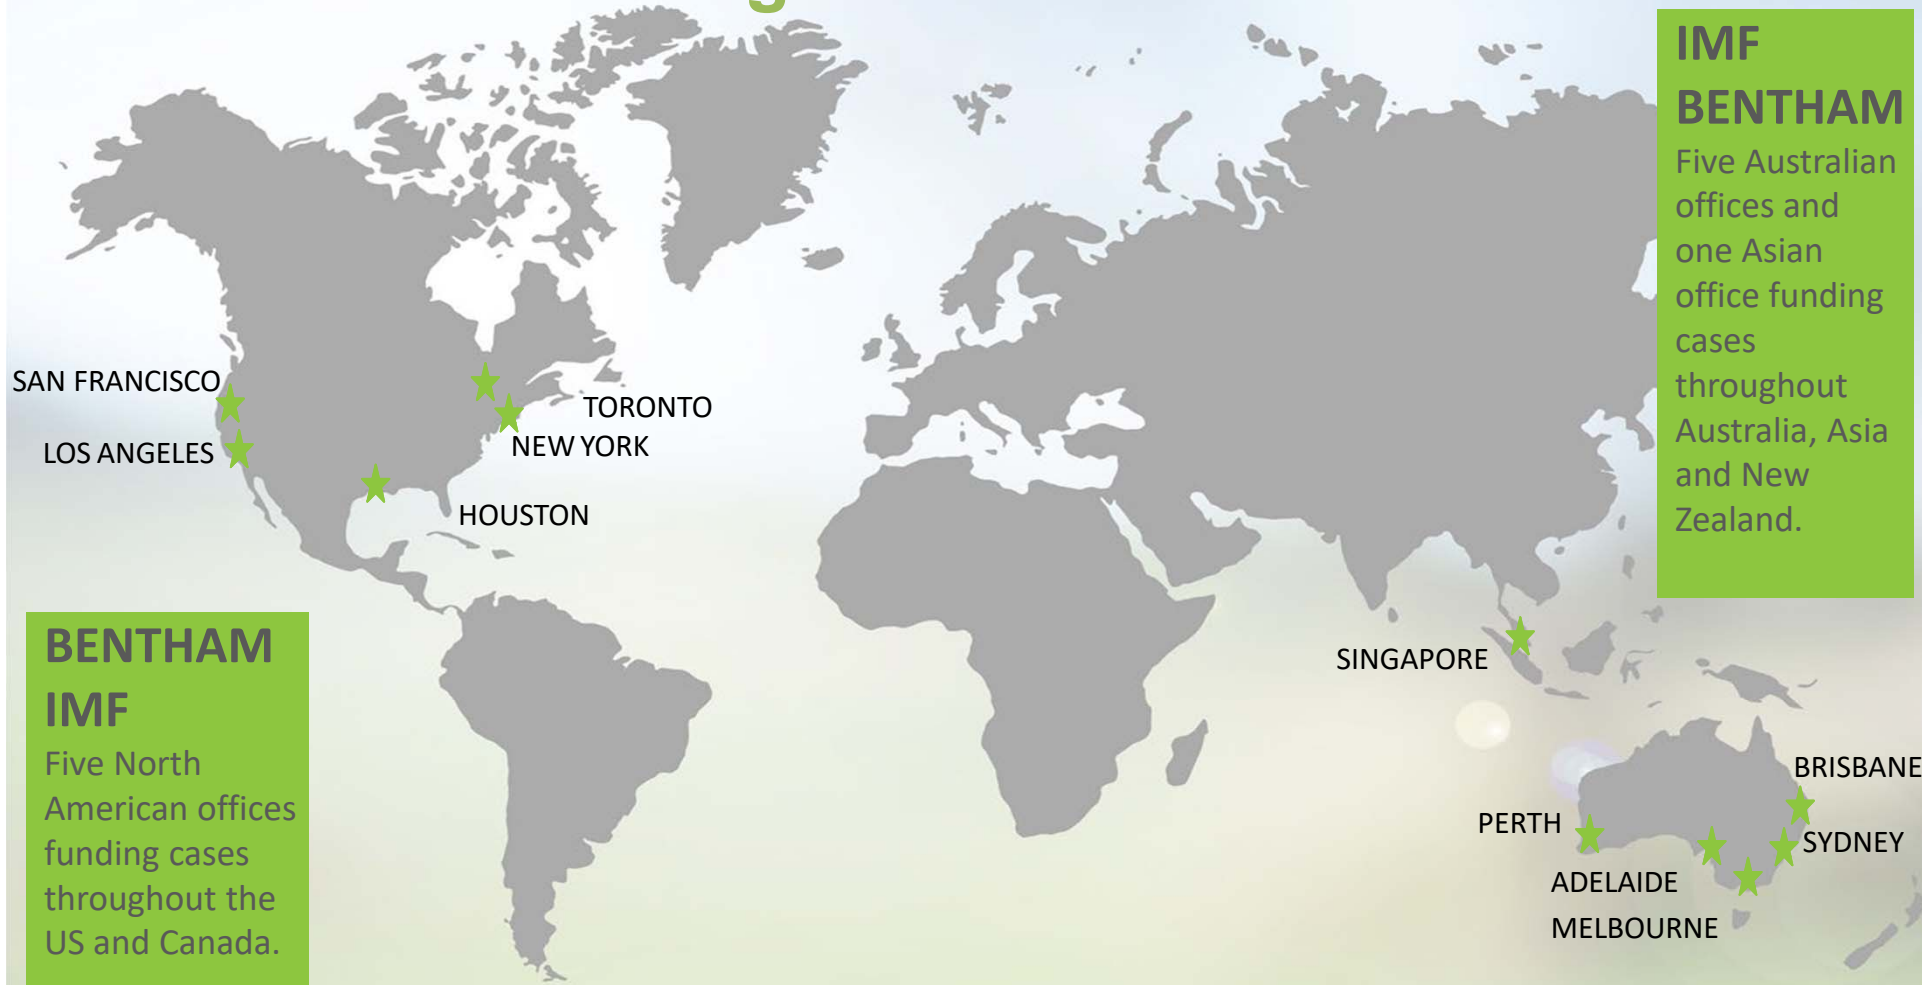 IMF
BENTHAM
Five Australian
offices and
one Asian
office funding
cases
throughout
Australia, Asia
and New
Zealand.
SAN FRANCISCO
LOS ANGELES
TORONTO
NEW YORK
HOUSTON
BENTHAM
IMF
Five North
American offices
funding cases
throughout the
US and Canada.
SINGAPORE
BRISBANE
PERTH
SYDNEY
ADELAIDE
MELBOURNE